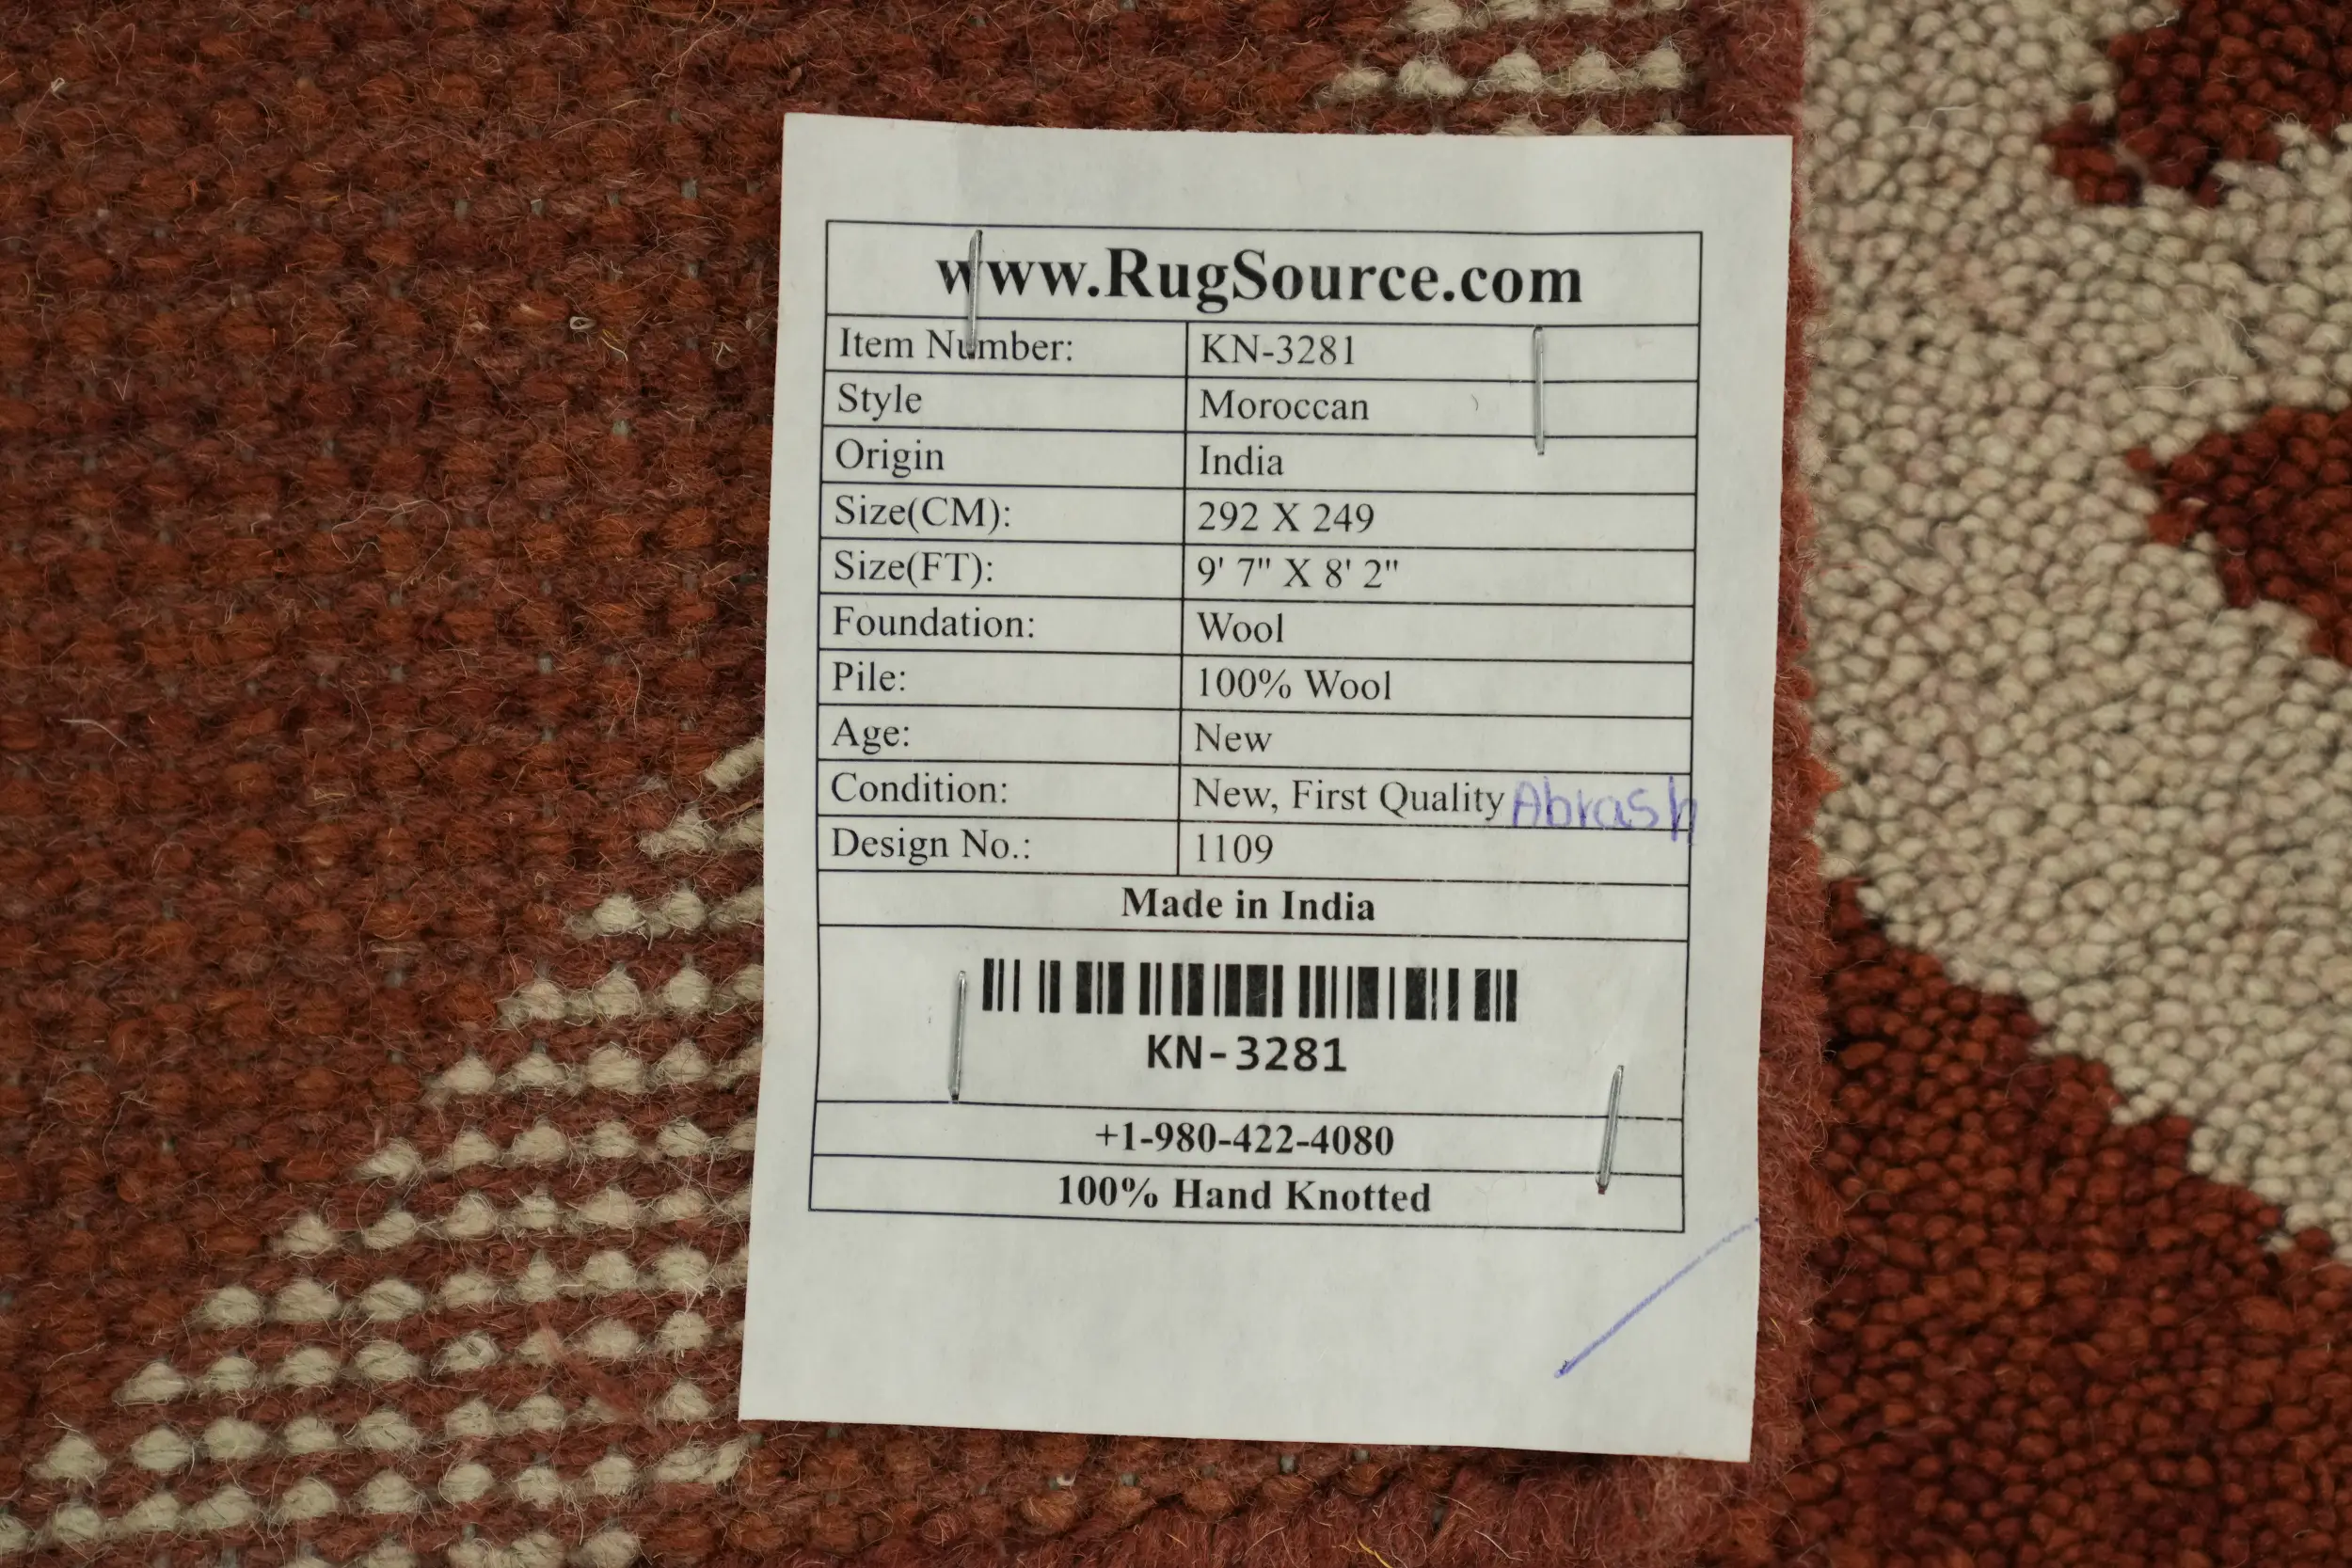 www.RugSource.com
Item Number: KN-3281
Style Moroccan
Origin India
Size(CM): 292 X 249
Size(FT): 9' 7" X 8' 2"
Foundation: Wool
Pile: 100% Wool
Age: New
Condition: New, First Quality Abrash
Design No.: 1109
Made in India
KN-3281
+1-980-422-4080
100% Hand Knotted